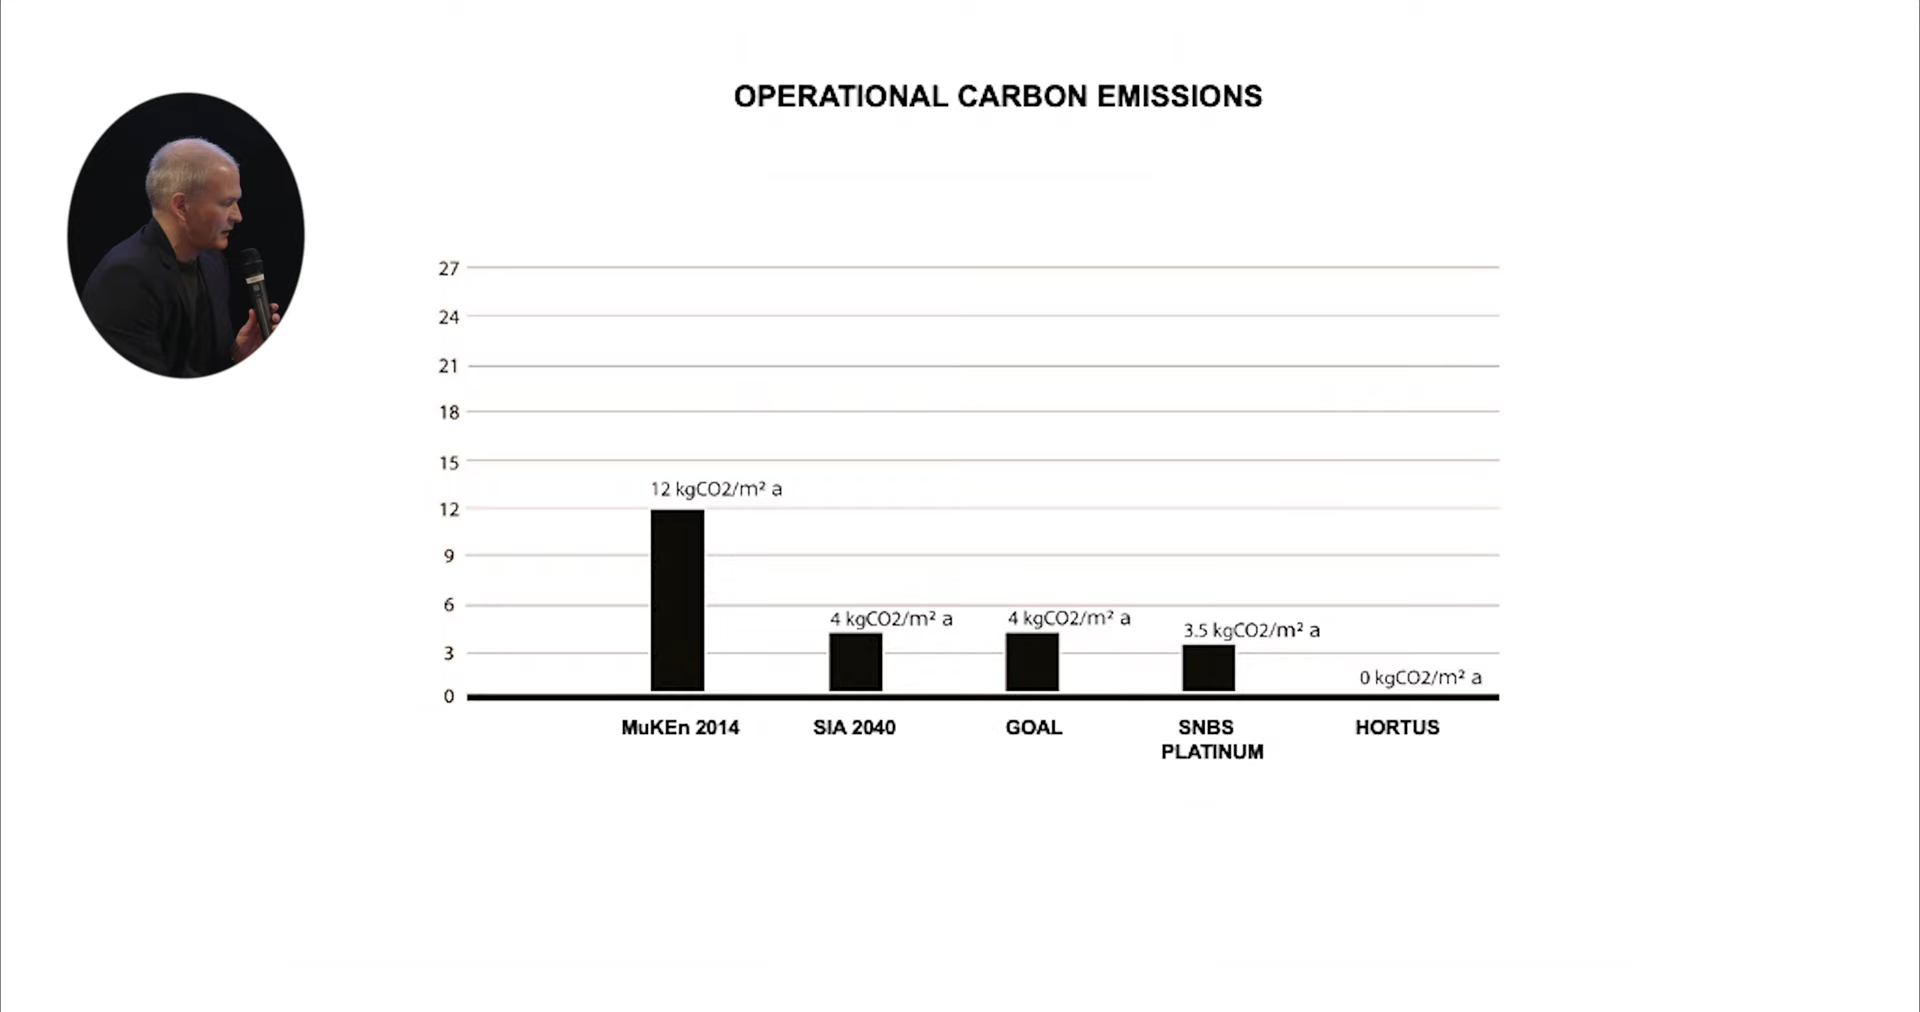 OPERATIONAL CARBON EMISSIONS
27
24
21
18
15
12 kgCO2/m² a
12
9
6
4 kgCO2/m² a
4 kgCO2/m² a
3.5 kgCO2/m² a
3
0 kgCO2/m² a
0
MuKEn 2014
SIA 2040
GOAL
SNBS
PLATINUM
HORTUS